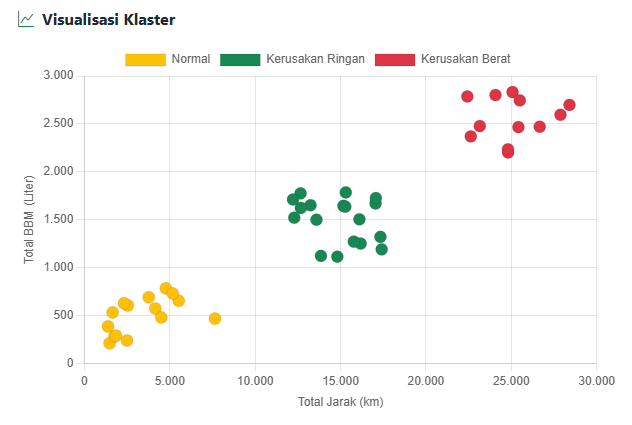 Visualisasi Klaster
Normal Kerusakan Ringan Kerusakan Berat
3.000
2.500
2.000
1.500
1.000
500
0
Total BBM (Liter)
0 5.000 10.000 15.000 20.000 25.000 30.000
Total Jarak (km)